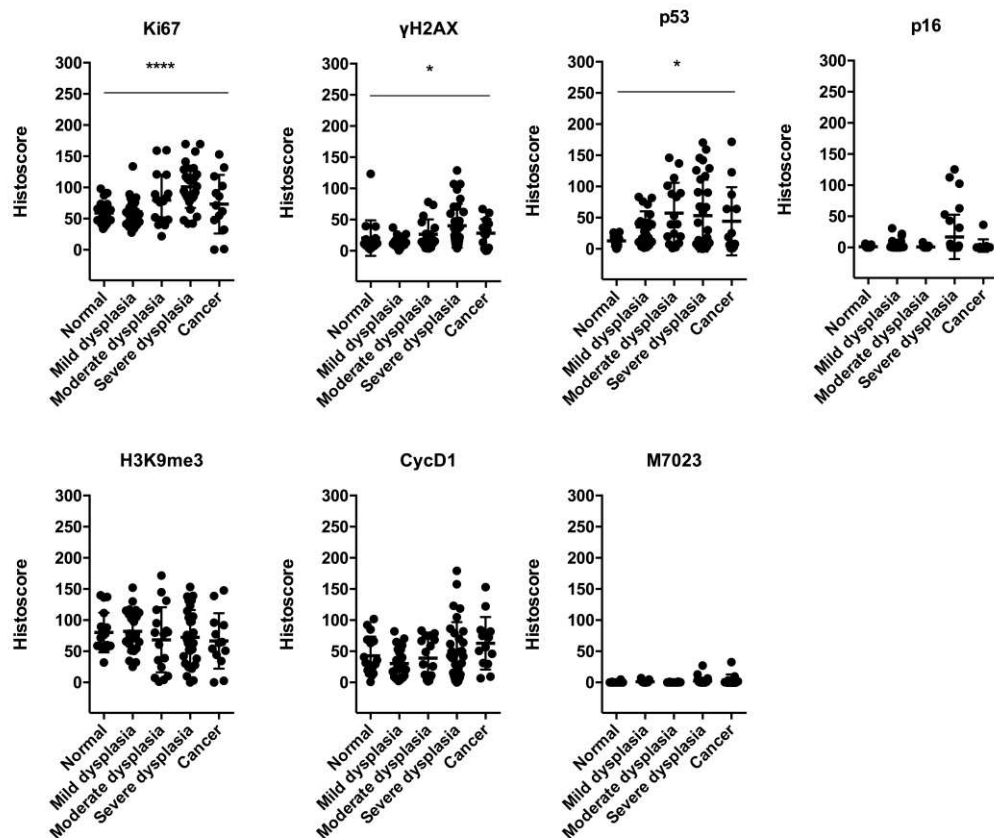 Ki67
γH2AX
p53
p16
****
*
*
Histoscore
300
250
200
150
100
50
0
Normal
Mild dysplasia
Moderate dysplasia
Severe dysplasia
Cancer
Histoscore
300
250
200
150
100
50
0
Normal
Mild dysplasia
Moderate dysplasia
Severe dysplasia
Cancer
Histoscore
300
250
200
150
100
50
0
Normal
Mild dysplasia
Moderate dysplasia
Severe dysplasia
Cancer
Histoscore
300
250
200
150
100
50
0
Normal
Mild dysplasia
Moderate dysplasia
Severe dysplasia
Cancer
H3K9me3
CycD1
M7023
Histoscore
300
250
200
150
100
50
0
Normal
Mild dysplasia
Moderate dysplasia
Severe dysplasia
Cancer
Histoscore
300
250
200
150
100
50
0
Normal
Mild dysplasia
Moderate dysplasia
Severe dysplasia
Cancer
Histoscore
300
250
200
150
100
50
0
Normal
Mild dysplasia
Moderate dysplasia
Severe dysplasia
Cancer